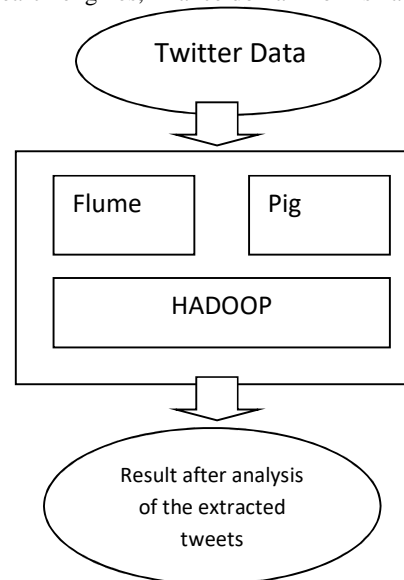 Twitter Data
Flume Pig
HADOOP
Result after analysis
of the extracted
tweets